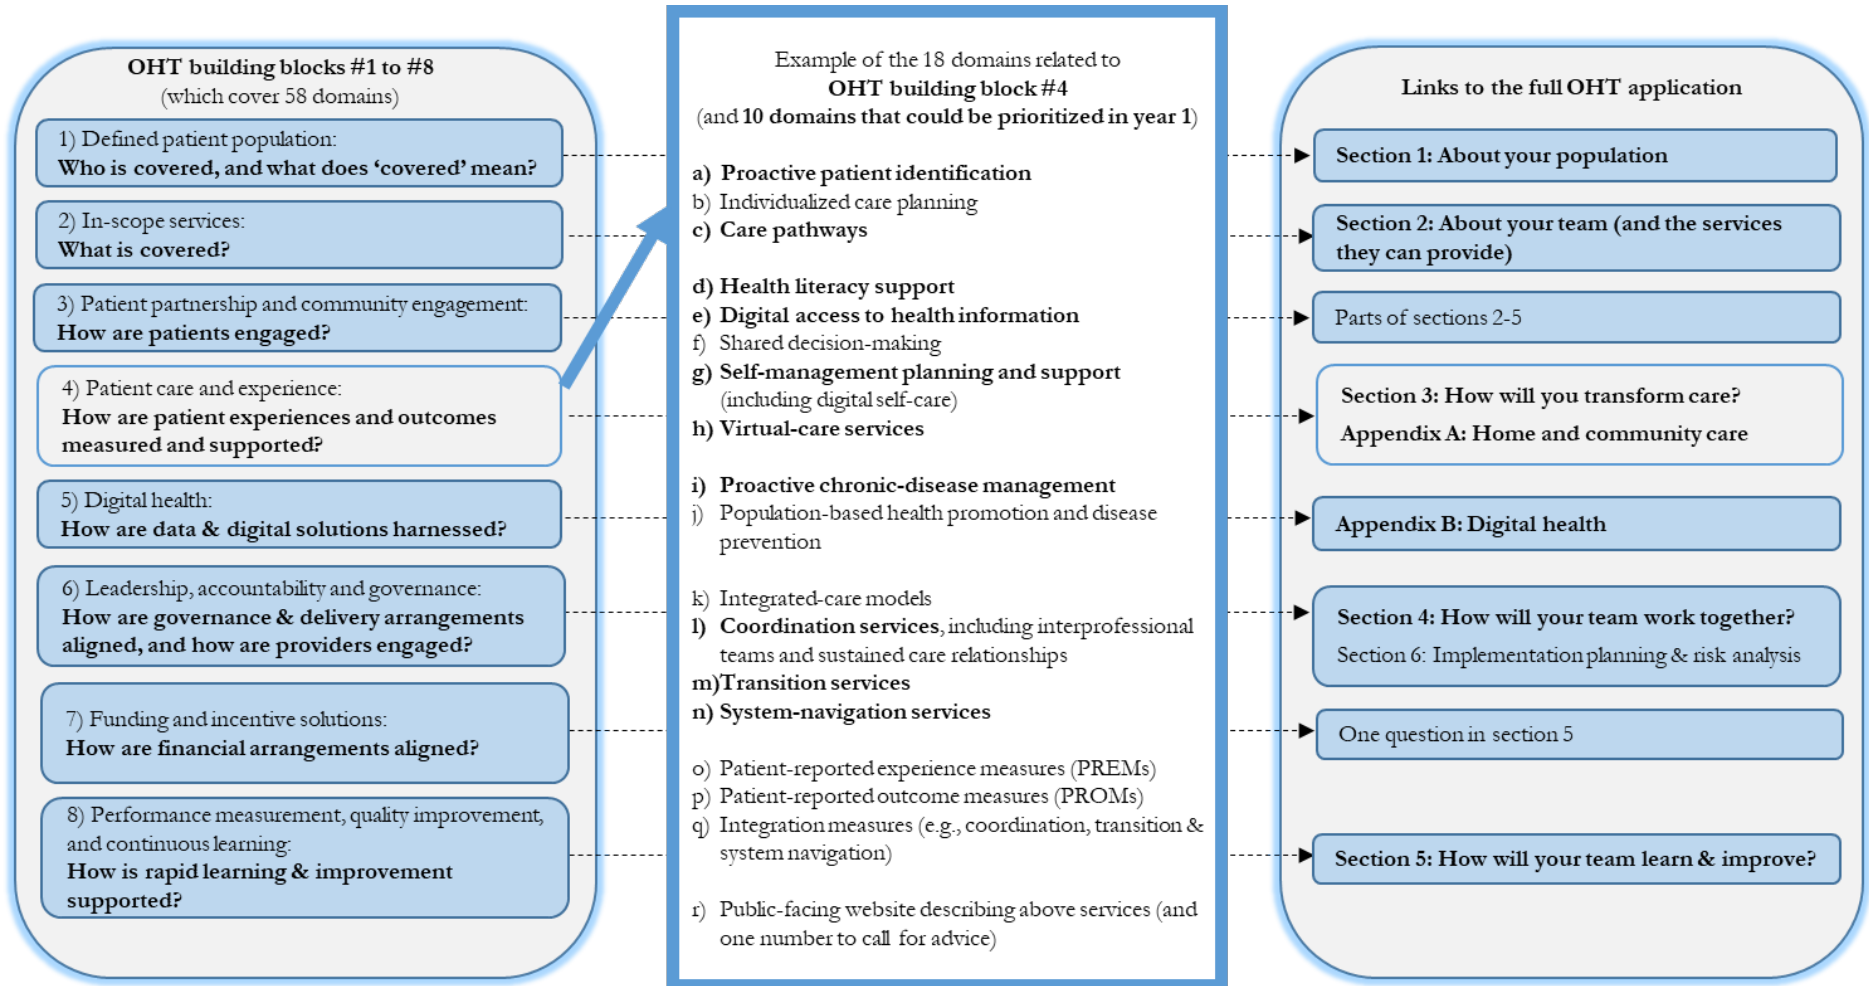 OHT building blocks #1 to #8
(which cover 58 domains)
1) Defined patient population:
Who is covered, and what does ‘covered’ mean?
2) In-scope services:
What is covered?
3) Patient partnership and community engagement:
How are patients engaged?
4) Patient care and experience:
How are patient experiences and outcomes
measured and supported?
5) Digital health:
How are data & digital solutions harnessed?
6) Leadership, accountability and governance:
How are governance & delivery arrangements
aligned, and how are providers engaged?
7) Funding and incentive solutions:
How are financial arrangements aligned?
8) Performance measurement, quality improvement,
and continuous learning:
How is rapid learning & improvement
supported?
Example of the 18 domains related to
OHT building block #4
(and 10 domains that could be prioritized in year 1)
a) Proactive patient identification
b) Individualized care planning
c) Care pathways
d) Health literacy support
e) Digital access to health information
f) Shared decision-making
g) Self-management planning and support
(including digital self-care)
h) Virtual-care services
i) Proactive chronic-disease management
j) Population-based health promotion and disease
prevention
k) Integrated-care models
l) Coordination services, including interprofessional
teams and sustained care relationships
m)Transition services
n) System-navigation services
o) Patient-reported experience measures (PREMs)
p) Patient-reported outcome measures (PROMs)
q) Integration measures (e.g., coordination, transition &
system navigation)
r) Public-facing website describing above services (and
one number to call for advice)
Links to the full OHT application
Section 1: About your population
Section 2: About your team (and the services
they can provide)
Parts of sections 2-5
Section 3: How will you transform care?
Appendix A: Home and community care
Appendix B: Digital health
Section 4: How will your team work together?
Section 6: Implementation planning & risk analysis
One question in section 5
Section 5: How will your team learn & improve?